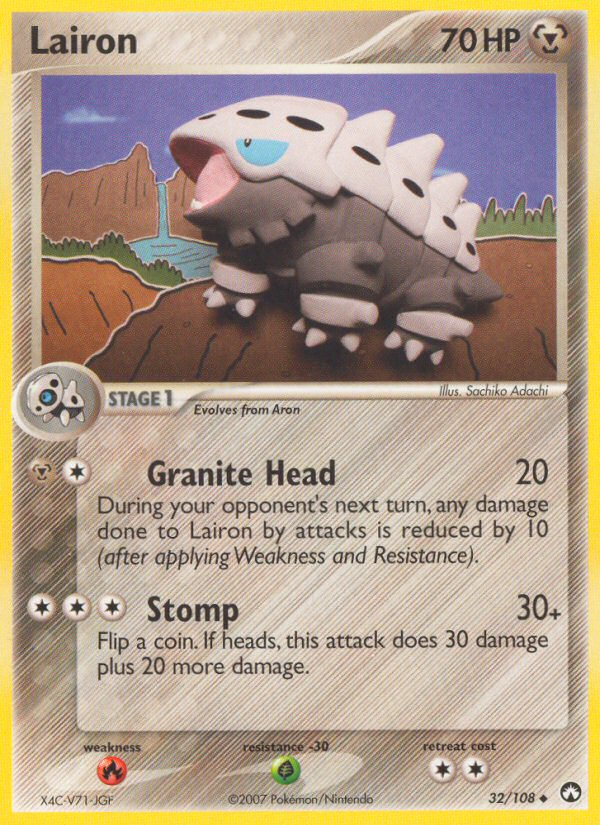 Lairon
70 HP
Illus. Sachiko Adachi
STAGE 1
Evolves from Aron
Granite Head 20
During your opponent's next turn, any damage
done to Lairon by attacks is reduced by 10
(after applying Weakness and Resistance).
Stomp 30+
Flip a coin. If heads, this attack does 30 damage
plus 20 more damage.
weakness resistance -30 retreat cost
X4C-V71-JGF ©2007 Pokémon/Nintendo 32/108